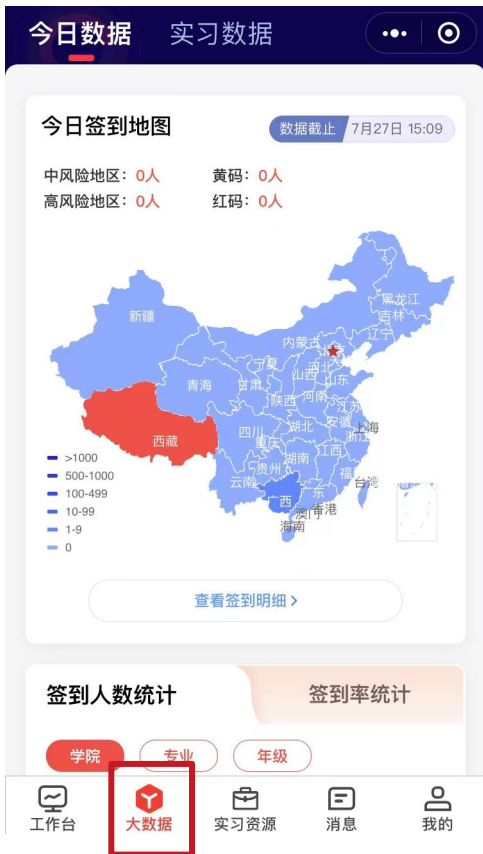 今日数据 实习数据
今日签到地图
数据截止 7月27日 15:09
中风险地区：0人 黄码：0人
高风险地区：0人 红码：0人
黑龙江
吉林
新疆
辽宁
内蒙古
宁夏 河北
山西 山东
青海 甘肃
陕西 河南 江苏
西藏 四川 湖北 安徽 上海
重庆 浙江
湖南 江西
贵州
云南 福 台湾
广西 东 香港
澳门
海南
>1000
500-1000
100-499
10-99
1-9
0
查看签到明细 >
签到人数统计 签到率统计
学院 专业 年级
工作台 大数据 实习资源 消息 我的